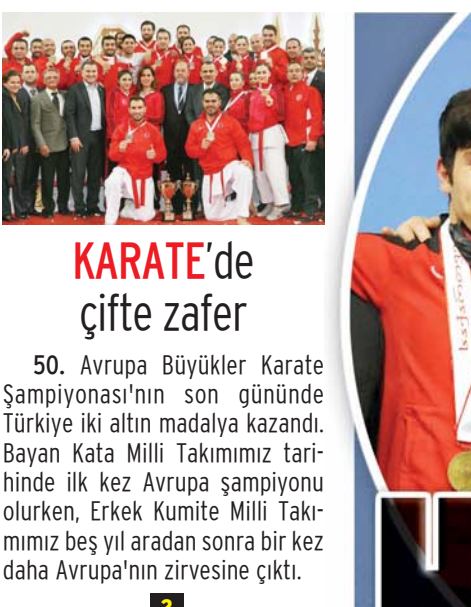 KARATE'de
çifte zafer
50. Avrupa Büyükler Karate
Şampiyonası'nın son gününde
Türkiye iki altın madalya kazandı.
Bayan Kata Milli Takımımız tari-
hinde ilk kez Avrupa şampiyonu
olurken, Erkek Kumite Milli Takı-
mımız beş yıl aradan sonra bir kez
daha Avrupa'nın zirvesine çıktı.